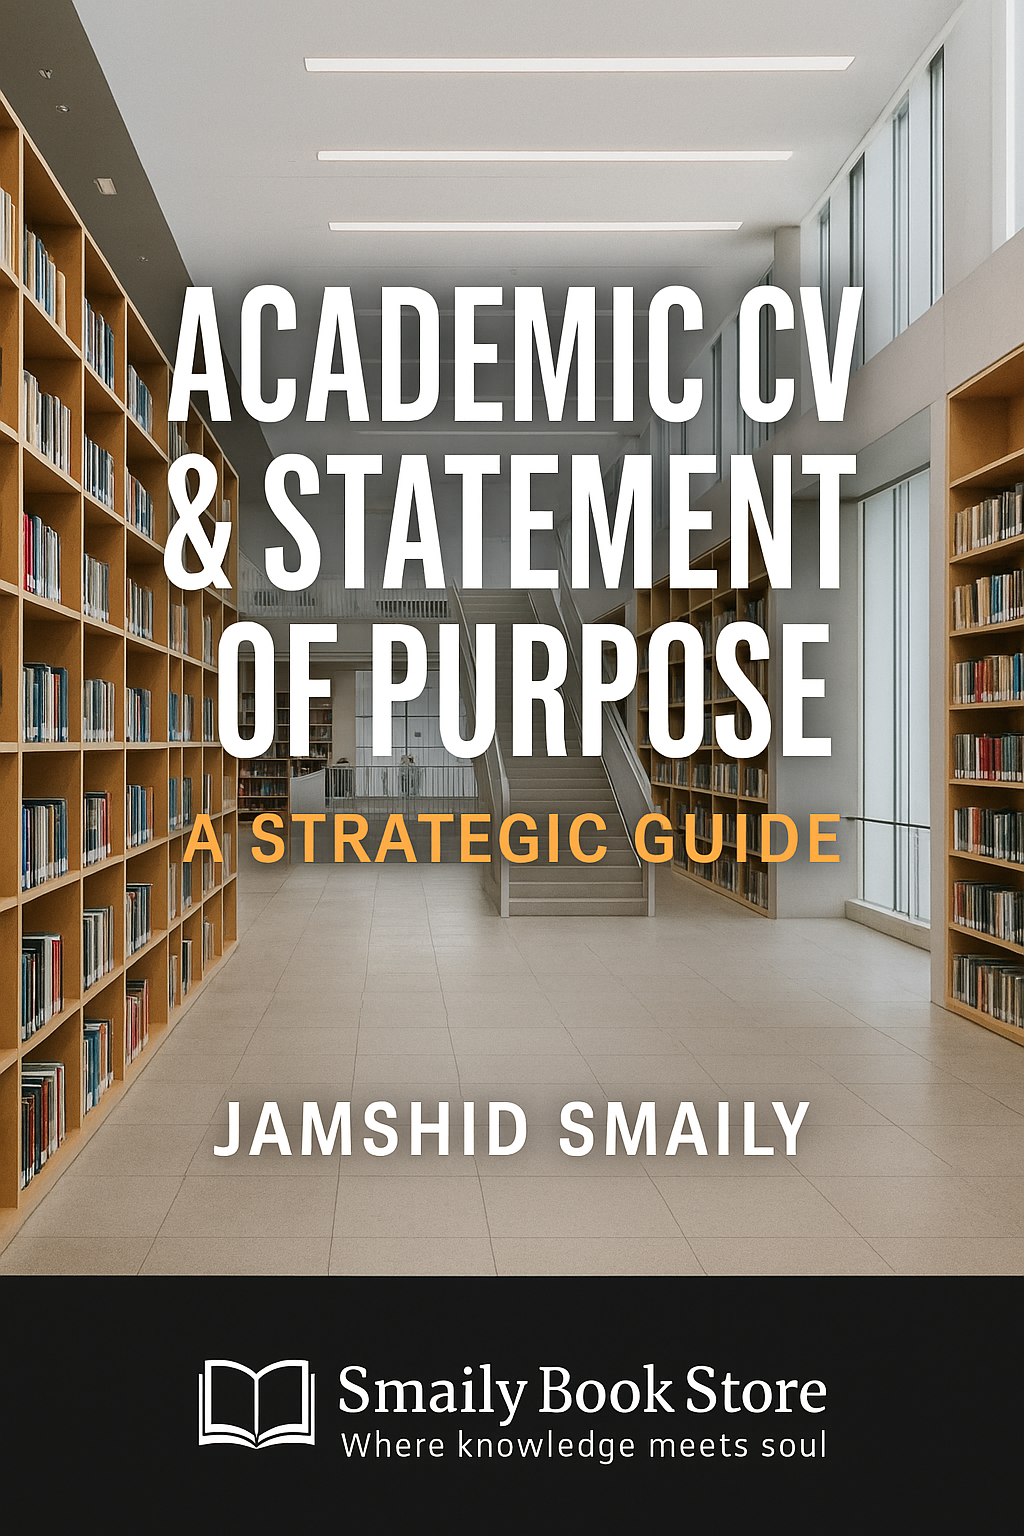 ACADEMIC CV
& STATEMENT
OF PURPOSE
A STRATEGIC GUIDE
JAMSHID SMAILY
Smaily Book Store
Where knowledge meets soul